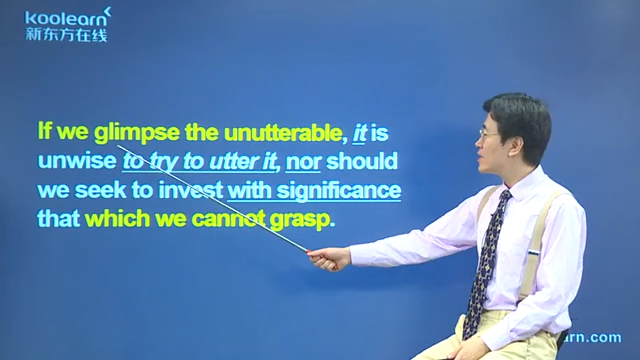 koolearn
新东方在线
If we glimpse the unutterable, it is
unwise to try to utter it, nor should
we seek to invest with significance
that which we cannot grasp.
arn.com